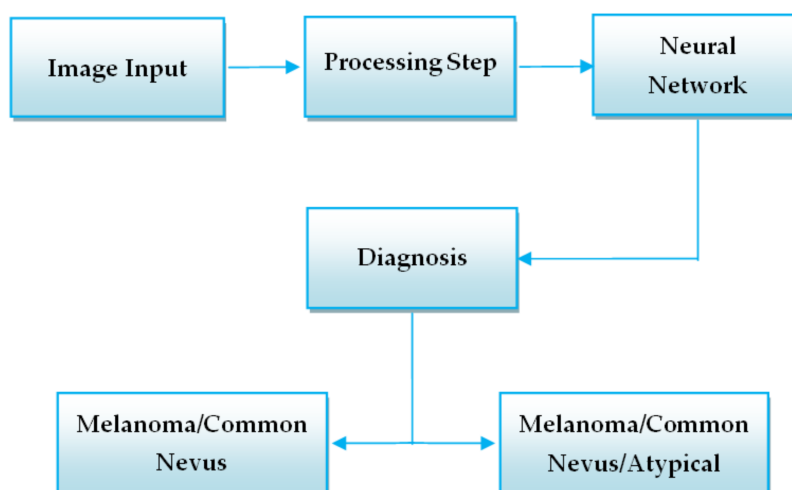 Image Input
Processing Step
Neural
Network
Diagnosis
Melanoma/Common
Nevus
Melanoma/Common
Nevus/Atypical